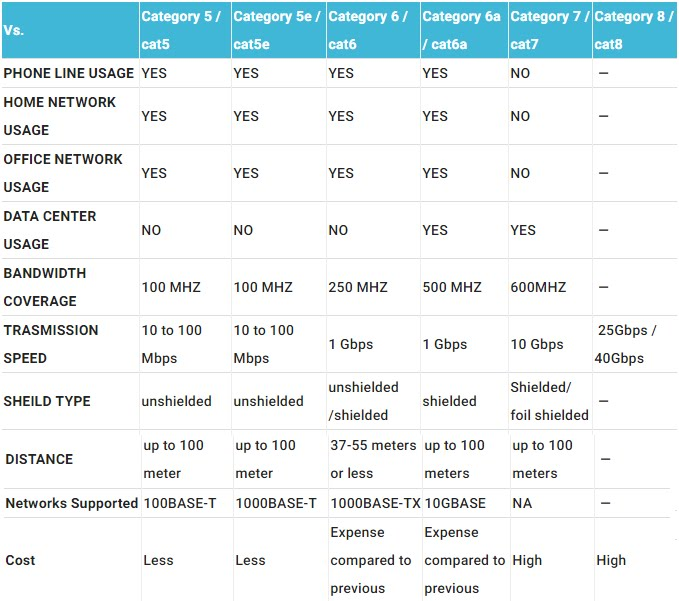 Vs. Category 5 / cat5 Category 5e / cat5e Category 6 / cat6 Category 6a / cat6a Category 7 / cat7 Category 8 / cat8
PHONE LINE USAGE YES YES YES YES NO —
HOME NETWORK USAGE YES YES YES YES NO —
OFFICE NETWORK USAGE YES YES YES YES NO —
DATA CENTER USAGE NO NO NO YES YES —
BANDWIDTH COVERAGE 100 MHZ 100 MHZ 250 MHZ 500 MHZ 600MHZ —
TRASMISSION SPEED 10 to 100 Mbps 10 to 100 Mbps 1 Gbps 1 Gbps 10 Gbps 25Gbps / 40Gbps
SHEILD TYPE unshielded unshielded unshielded /shielded shielded Shielded/ foil shielded —
DISTANCE up to 100 meter up to 100 meter 37-55 meters or less up to 100 meters up to 100 meters —
Networks Supported 100BASE-T 1000BASE-T 1000BASE-TX 10GBASE NA —
Cost Less Less Expense compared to previous Expense compared to previous High High